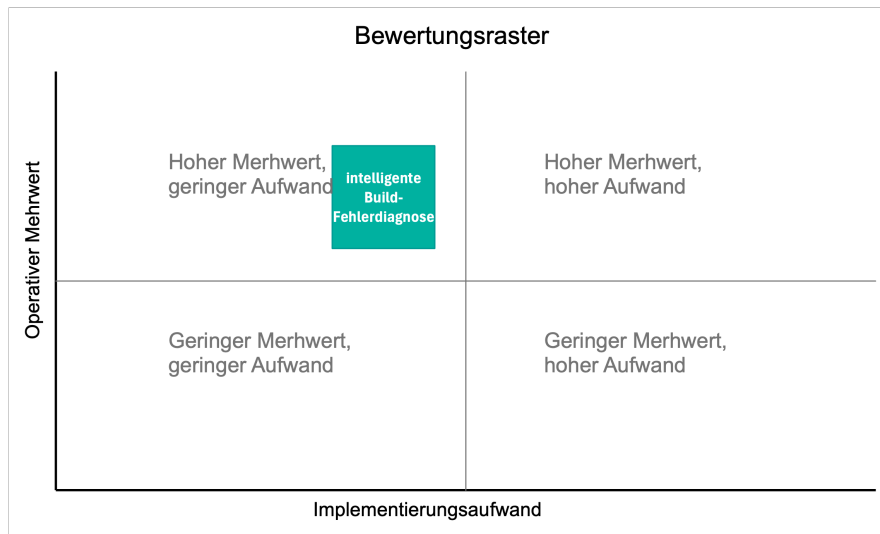 Bewertungsraster
Operativer Mehrwert
Hoher Merhwert,
geringer Aufwand
intelligente
Build-
Fehlerdiagnose
Hoher Merhwert,
hoher Aufwand
Geringer Merhwert,
geringer Aufwand
Geringer Merhwert,
hoher Aufwand
Implementierungsaufwand